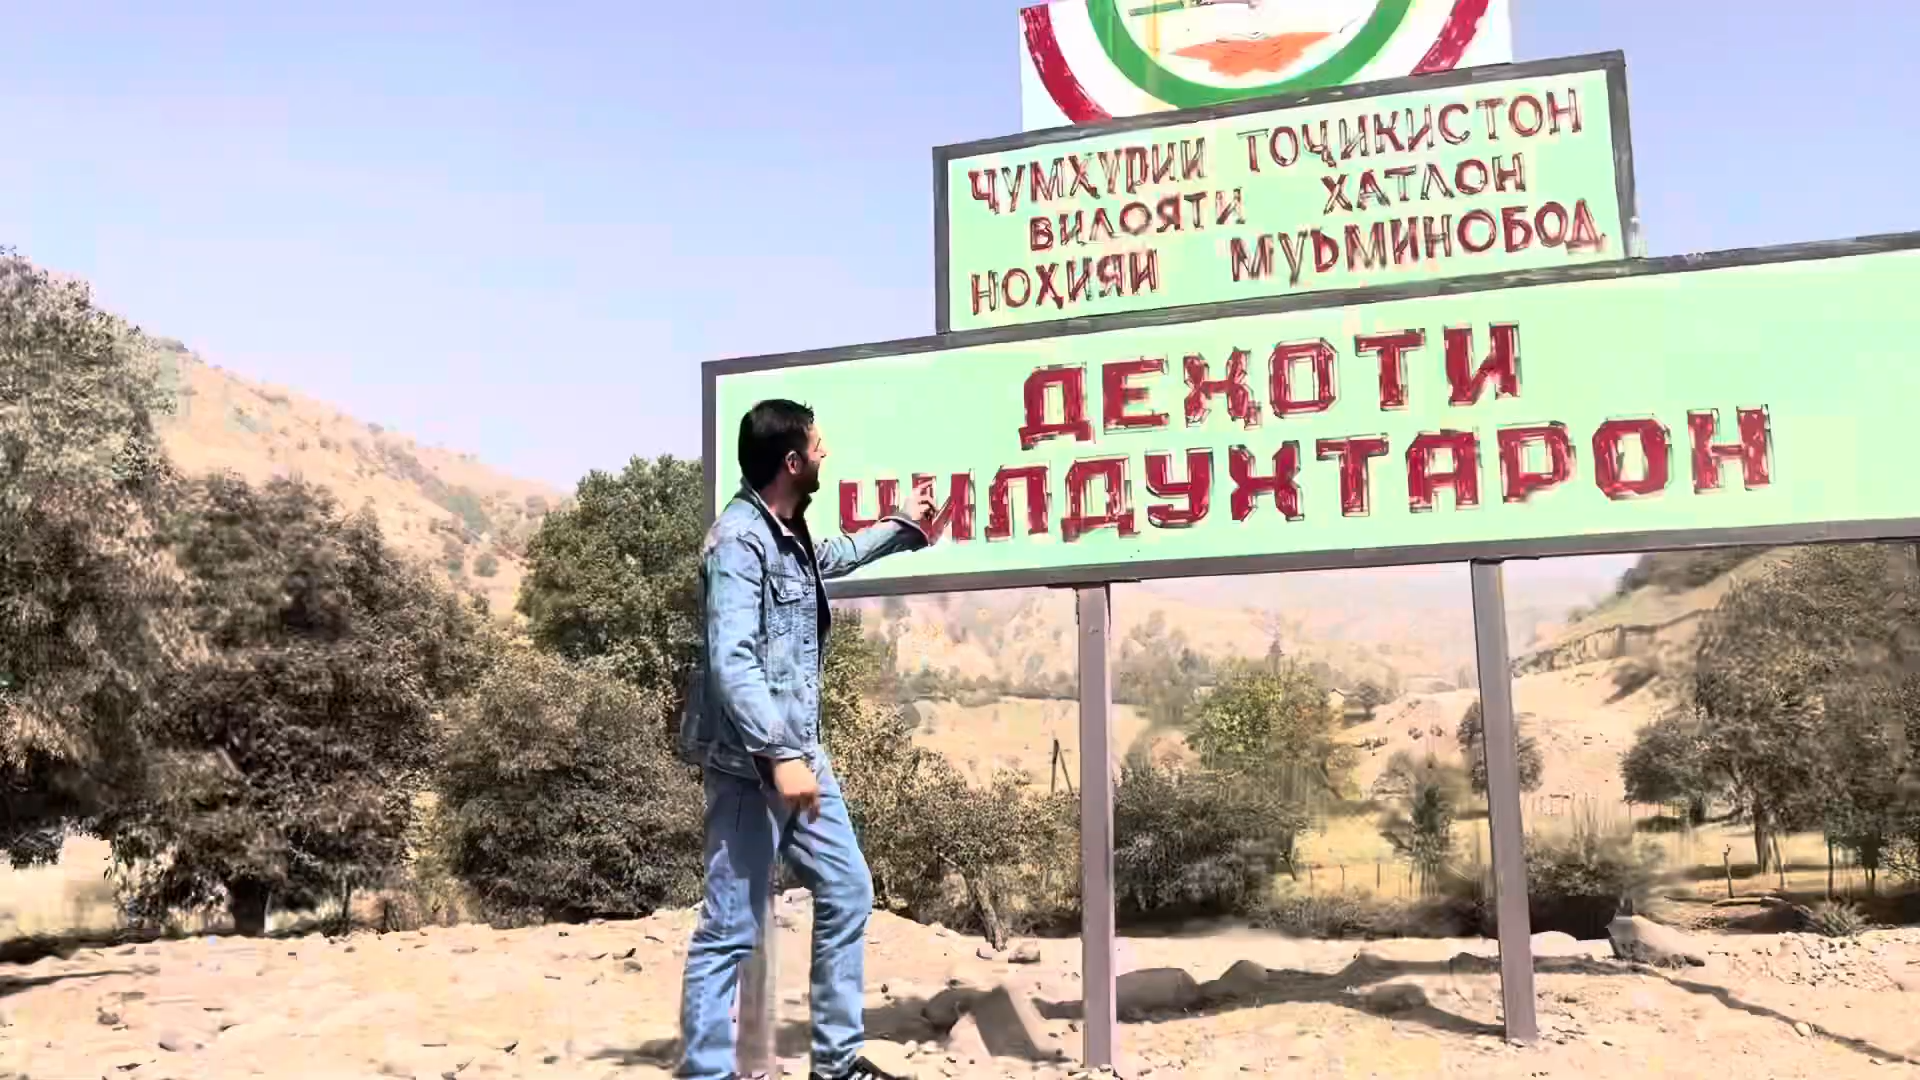 ҶУМҲУРИИ ТОҶИКИСТОН
ВИЛОЯТИ ХАТЛОН
НОҲИЯИ МУЪМИНОБОД
ДЕҲОТИ
ЧИЛДУХТАРОН